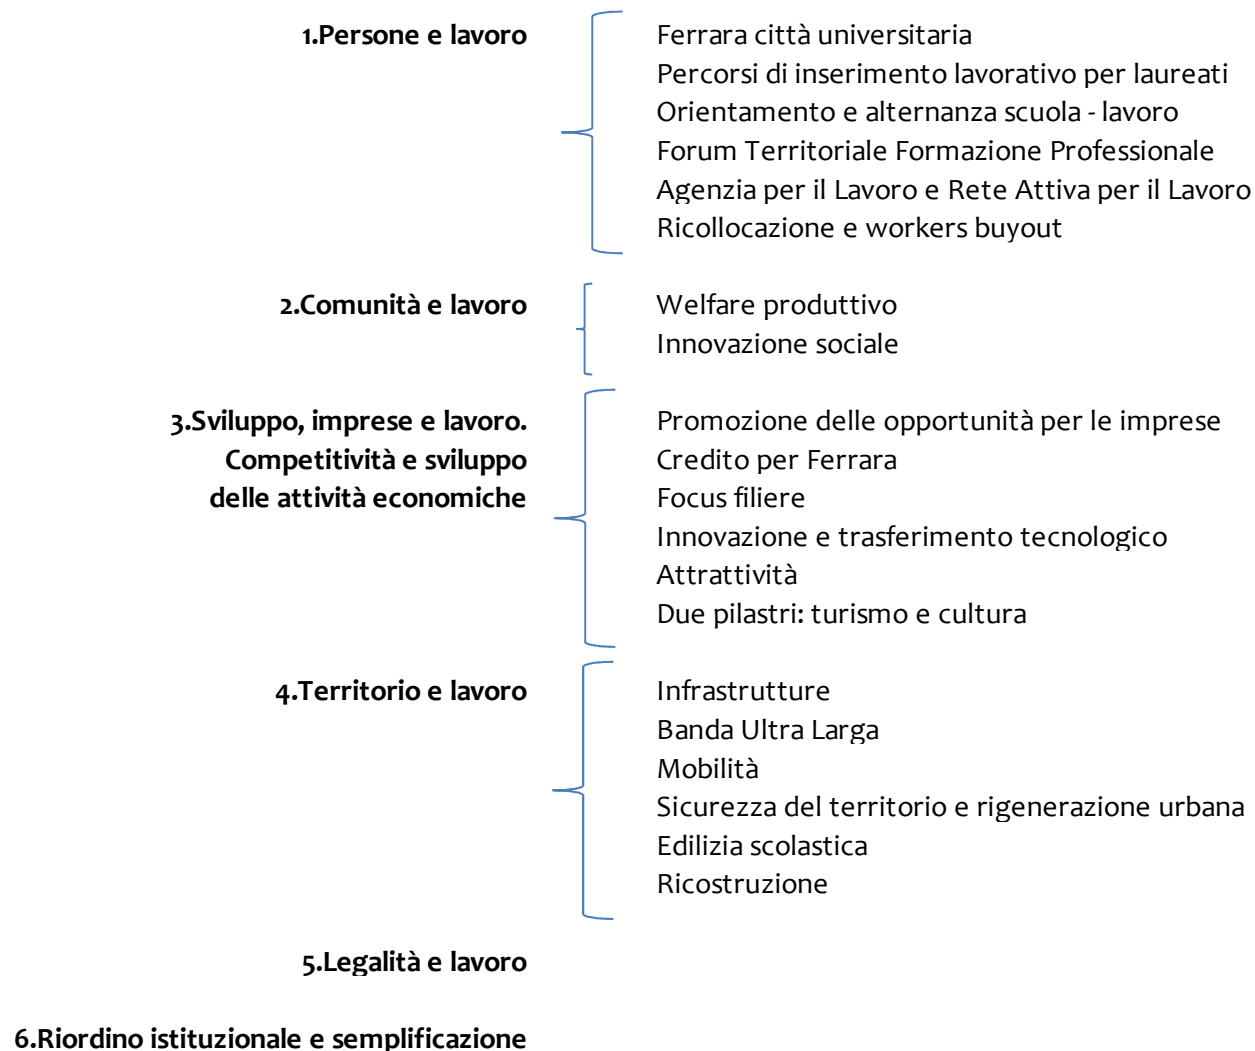 1.Persone e lavoro
Ferrara città universitaria
Percorsi di inserimento lavorativo per laureati
Orientamento e alternanza scuola - lavoro
Forum Territoriale Formazione Professionale
Agenzia per il Lavoro e Rete Attiva per il Lavoro
Ricollocazione e workers buyout
2.Comunità e lavoro
Welfare produttivo
Innovazione sociale
3.Sviluppo, imprese e lavoro.
Competitività e sviluppo
delle attività economiche
Promozione delle opportunità per le imprese
Credito per Ferrara
Focus filiere
Innovazione e trasferimento tecnologico
Attrattività
Due pilastri: turismo e cultura
4.Territorio e lavoro
Infrastrutture
Banda Ultra Larga
Mobilità
Sicurezza del territorio e rigenerazione urbana
Edilizia scolastica
Ricostruzione
5.Legalità e lavoro
6.Riordino istituzionale e semplificazione